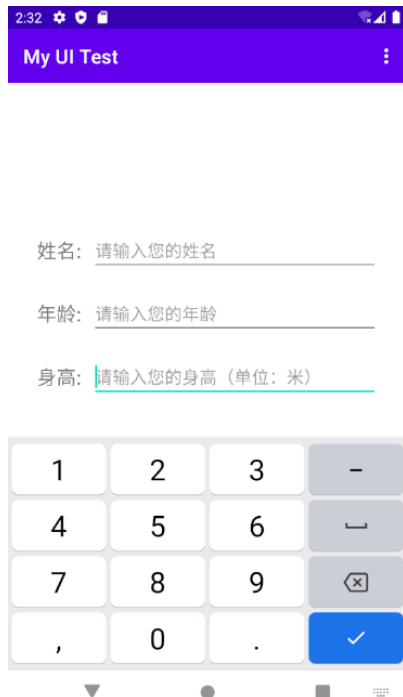 2:32
My UI Test
姓名: 请输入您的姓名
年龄: 请输入您的年龄
身高: 请输入您的身高（单位：米）
1 2 3 -
4 5 6
7 8 9
, 0 .